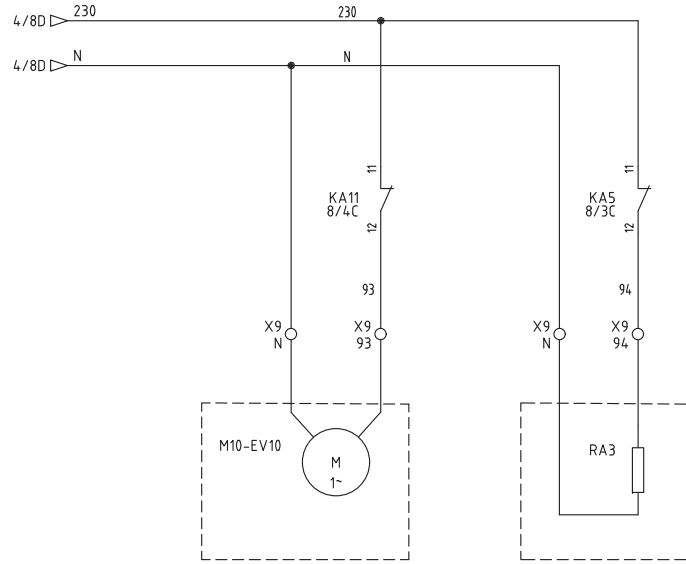 4/8D 230 230
4/8D N N
11 11
KA11 KA5
8/4C 8/3C
12 12
93 94
X9 X9 X9 X9
N 93 N 94
M10-EV10 RA3
M
1~